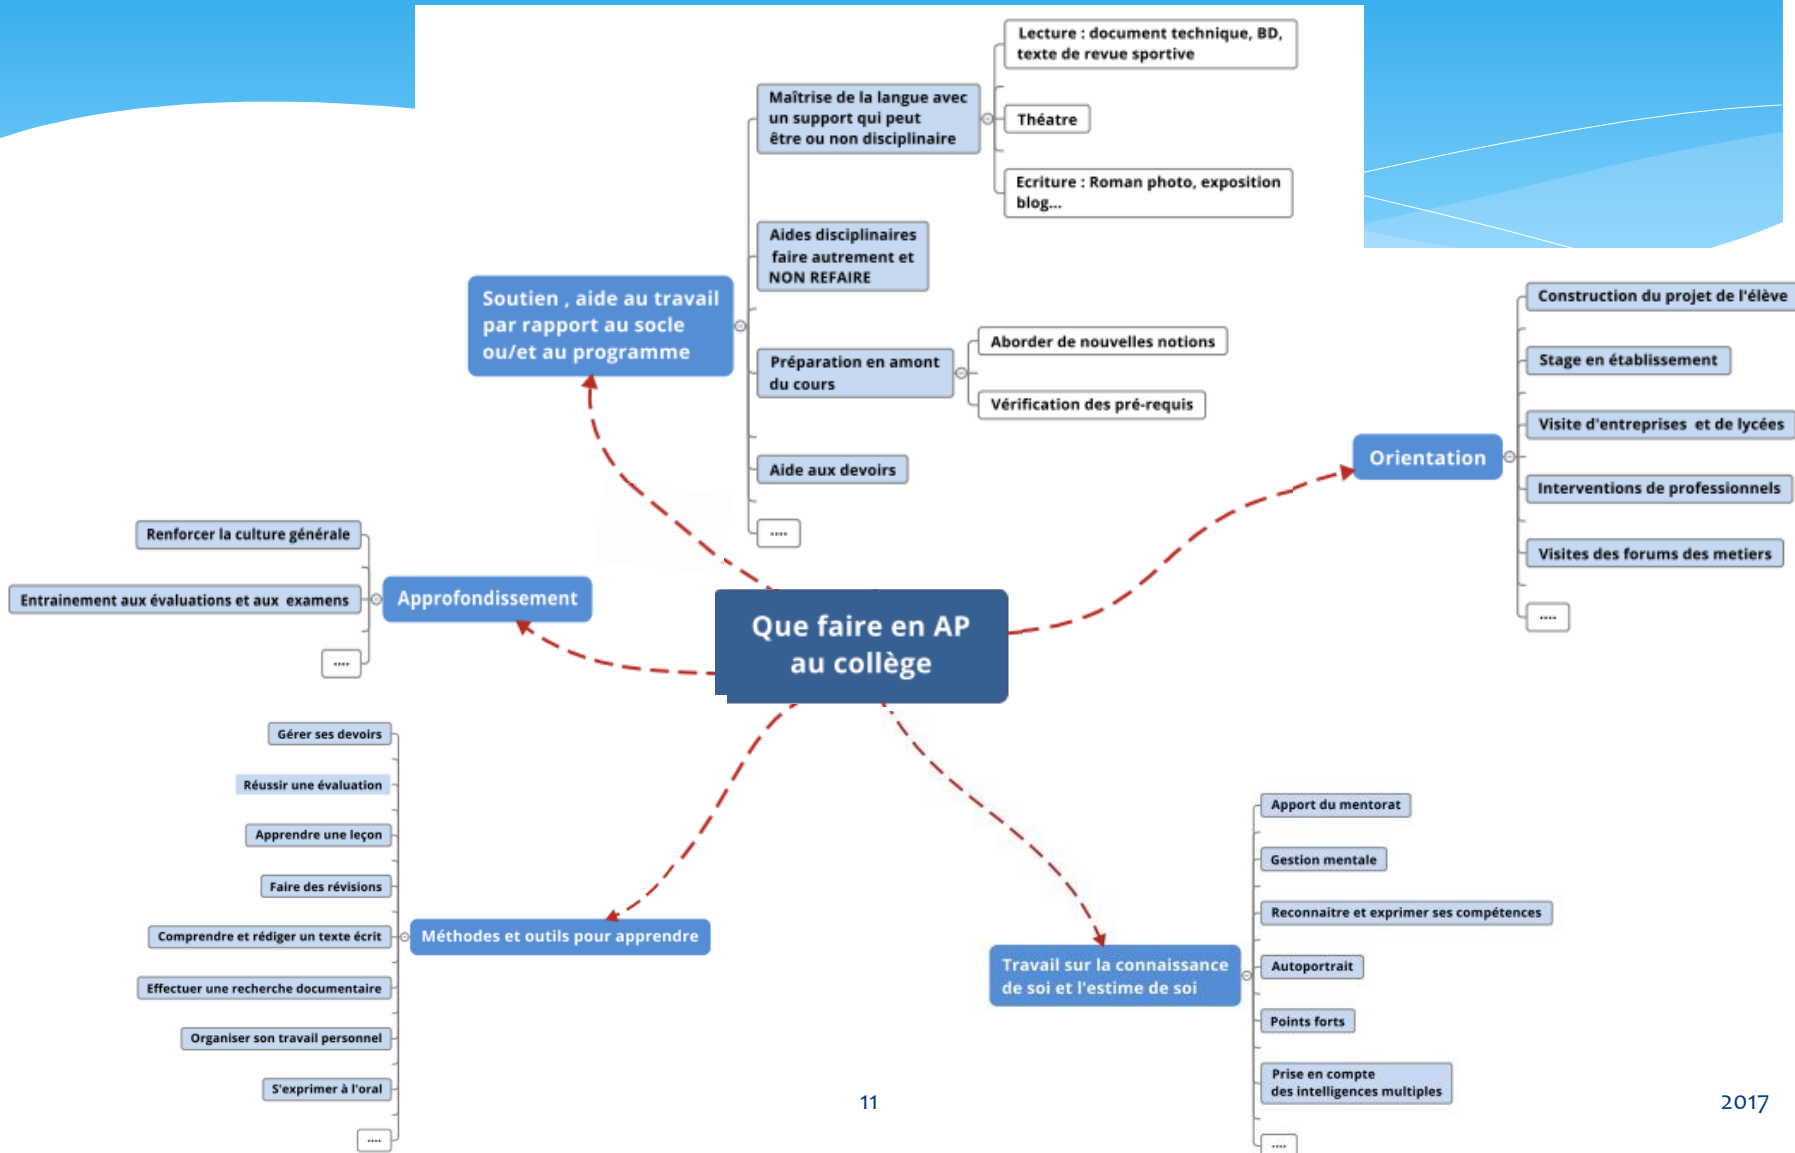 Lecture : document technique, BD,
texte de revue sportive
Maîtrise de la langue avec
un support qui peut
être ou non disciplinaire
Théatre
Ecriture : Roman photo, exposition
blog...
Aides disciplinaires
faire autrement et
NON REFAIRE
Soutien , aide au travail
par rapport au socle
ou/et au programme
Préparation en amont
du cours
Aborder de nouvelles notions
Vérification des pré-requis
Aide aux devoirs
....
Orientation
Construction du projet de l'élève
Stage en établissement
Visite d'entreprises et de lycées
Interventions de professionnels
Visites des forums des metiers
....
Renforcer la culture générale
Entrainement aux évaluations et aux examens
....
Approfondissement
Que faire en AP
au collège
Gérer ses devoirs
Réussir une évaluation
Apprendre une leçon
Faire des révisions
Comprendre et rédiger un texte écrit
Effectuer une recherche documentaire
Organiser son travail personnel
S'exprimer à l'oral
....
Méthodes et outils pour apprendre
Travail sur la connaissance
de soi et l'estime de soi
Apport du mentorat
Gestion mentale
Reconnaitre et exprimer ses compétences
Autoportrait
Points forts
Prise en compte
des intelligences multiples
....
11
2017